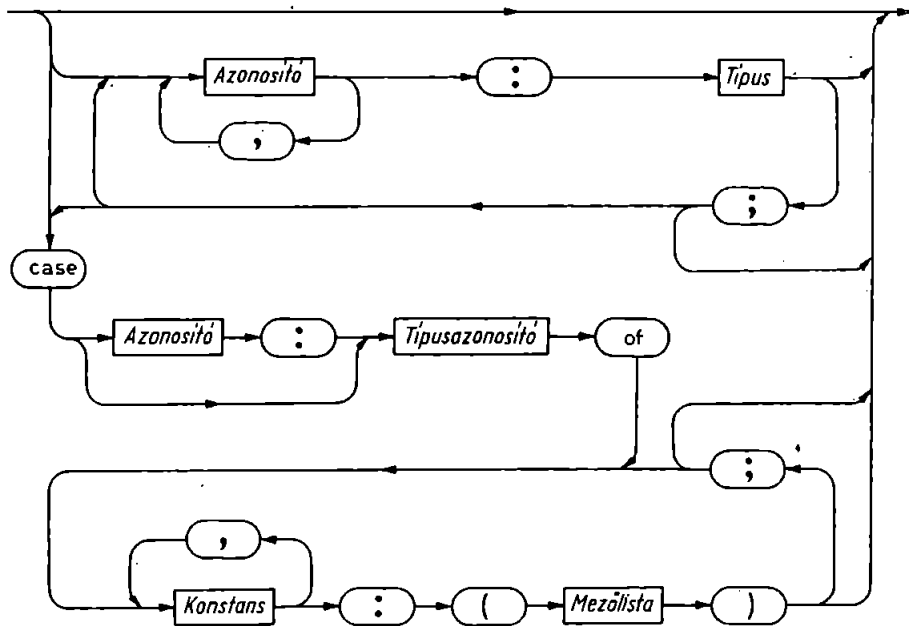 Azonosító : Típus
,
;
case
Azonosító : Típusazonosító of
;
,
Konstans : ( Mezőlista )